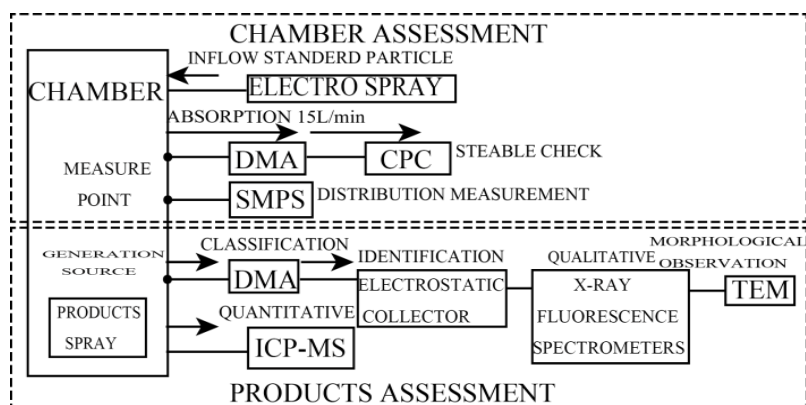 CHAMBER ASSESSMENT
INFLOW STANDERD PARTICLE
CHAMBER
ELECTRO SPRAY
ABSORPTION 15L/min
MEASURE
POINT
DMA
CPC
STEABLE CHECK
SMPS
DISTRIBUTION MEASUREMENT
GENERATION
SOURCE
CLASSIFICATION
IDENTIFICATION
QUALITATIVE
MORPHOLOGICAL
OBSERVATION
DMA
ELECTROSTATIC
COLLECTOR
X-RAY
FLUORESCENCE
SPECTROMETERS
TEM
PRODUCTS
SPRAY
QUANTITATIVE
ICP-MS
PRODUCTS ASSESSMENT